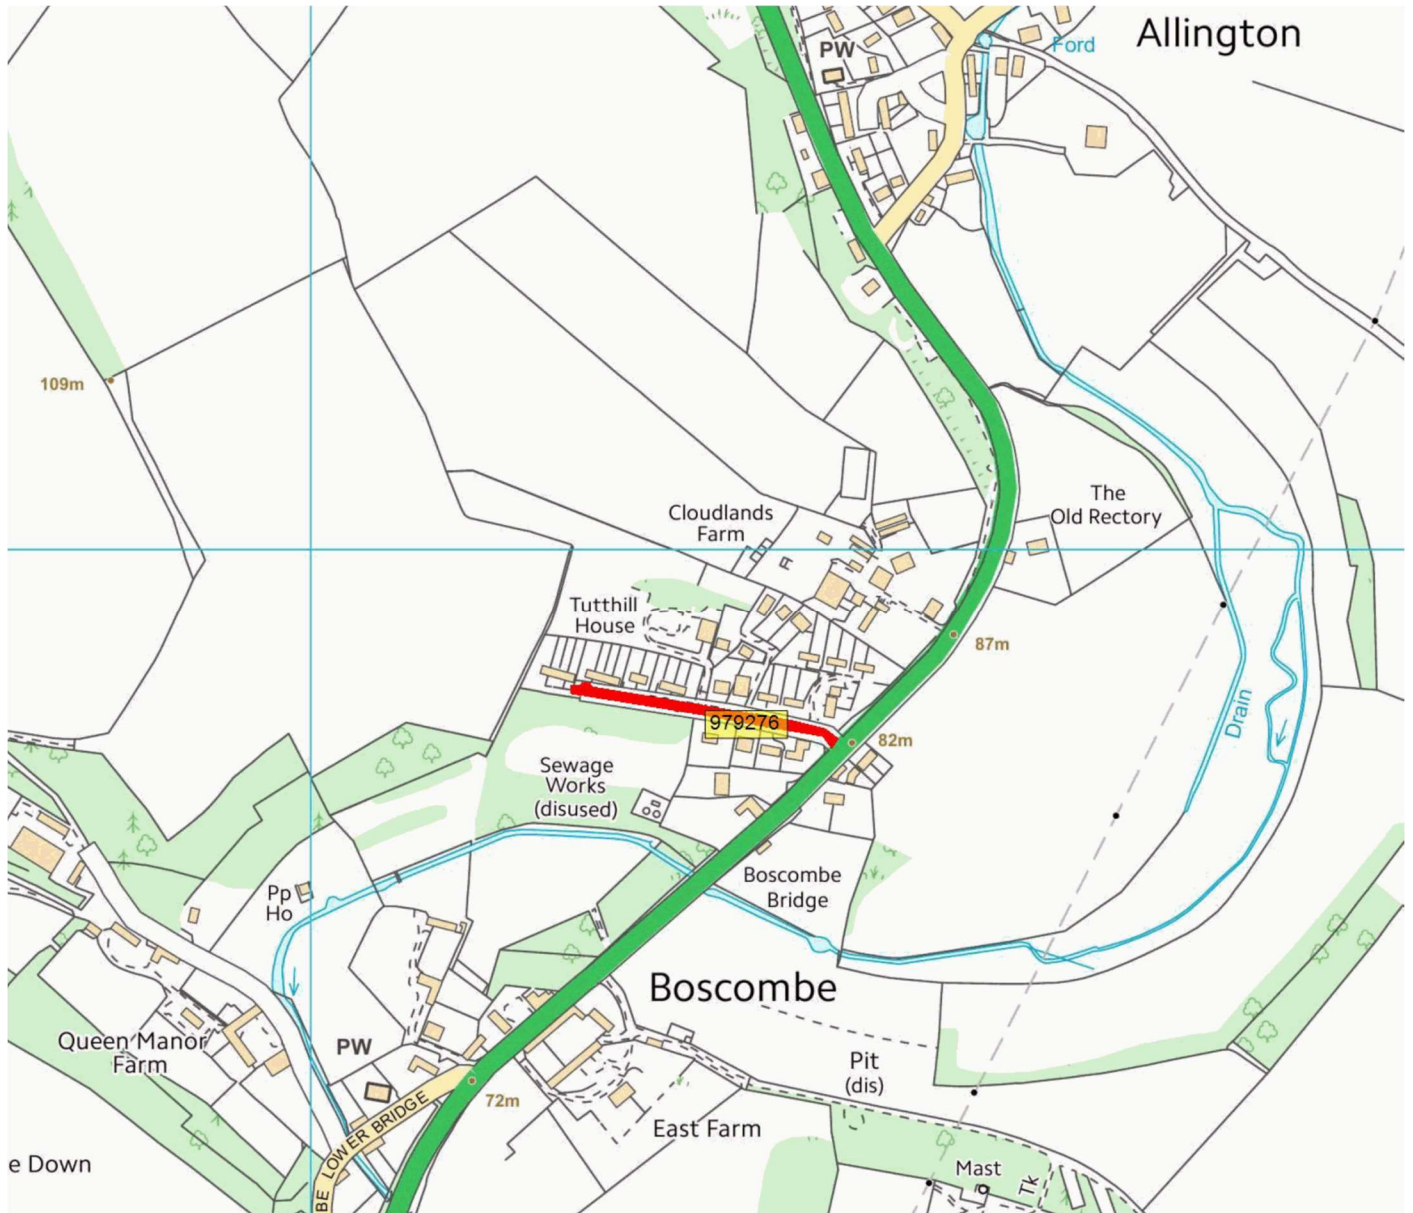 Allington
PW
Ford
109m
Cloudlands
Farm
The
Old Rectory
Tutthill
House
87m
979276
82m
Drain
Sewage
Works
(disused)
Boscombe
Bridge
Pp
Ho
Boscombe
Queen Manor
Farm
PW
Pit
(dis)
72m
BE LOWER BRIDGE
East Farm
e Down
Mast
Tk